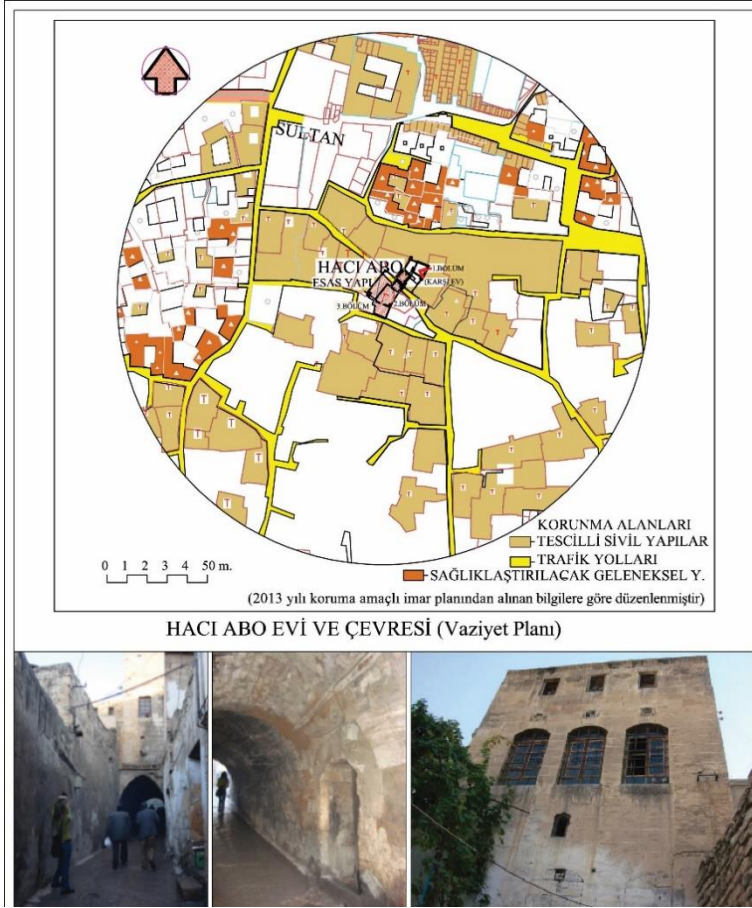 SULTAN
HACI ABO
ESAS YAPI
1.BÖLÜM
(KARŞI EV)
2.BÖLÜM
3.BÖLÜM
KORUNMA ALANLARI
TESCİLLİ SİVİL YAPILAR
TRAFİK YOLLARI
SAĞLIKLAŞTIRILACAK GELENEKSEL Y.
0 1 2 3 4 50 m.
(2013 yılı koruma amaçlı imar planından alınan bilgilere göre düzenlenmiştir)
HACI ABO EVİ VE ÇEVRESİ (Vaziyet Planı)